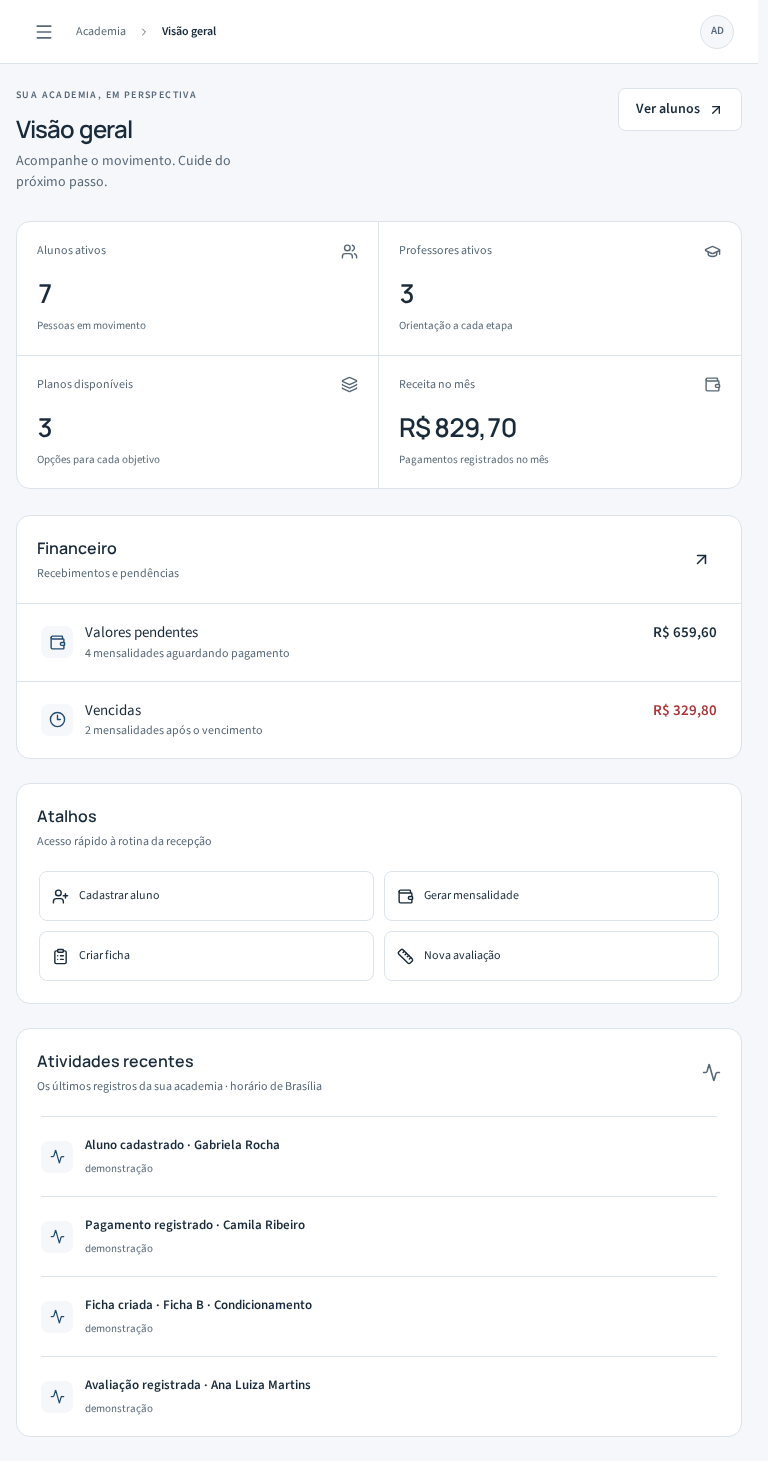 Academia
Visão geral
AD
SUA ACADEMIA, EM PERSPECTIVA
Visão geral
Acompanhe o movimento. Cuide do
próximo passo.
Ver alunos
Alunos ativos
7
Pessoas em movimento
Professores ativos
3
Orientação a cada etapa
Planos disponíveis
3
Opções para cada objetivo
Receita no mês
R$ 829,70
Pagamentos registrados no mês
Financeiro
Recebimentos e pendências
Valores pendentes
R$ 659,60
4 mensalidades aguardando pagamento
Vencidas
R$ 329,80
2 mensalidades após o vencimento
Atalhos
Acesso rápido à rotina da recepção
Cadastrar aluno
Gerar mensalidade
Criar ficha
Nova avaliação
Atividades recentes
Os últimos registros da sua academia · horário de Brasília
Aluno cadastrado · Gabriela Rocha
demonstração
Pagamento registrado · Camila Ribeiro
demonstração
Ficha criada · Ficha B · Condicionamento
demonstração
Avaliação registrada · Ana Luiza Martins
demonstração